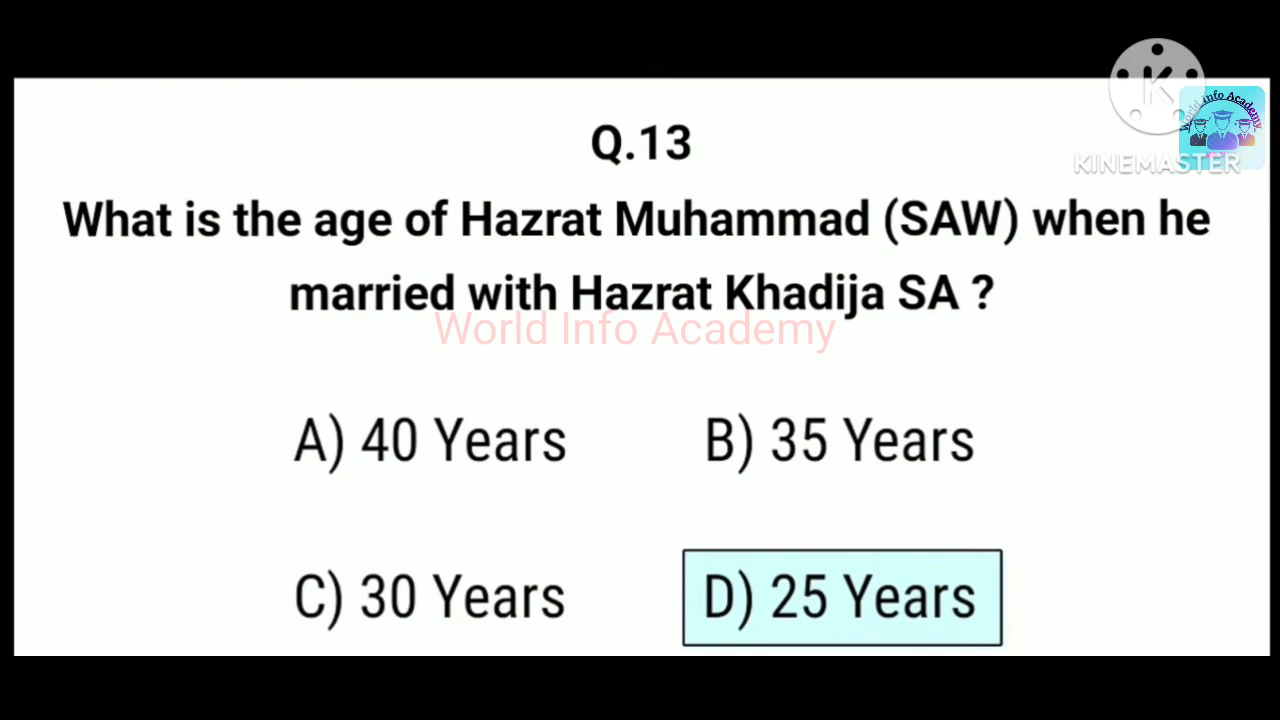 World Info Academy
KINEMASTER
Q.13
What is the age of Hazrat Muhammad (SAW) when he
married with Hazrat Khadija SA ?
World Info Academy
A) 40 Years B) 35 Years
C) 30 Years D) 25 Years